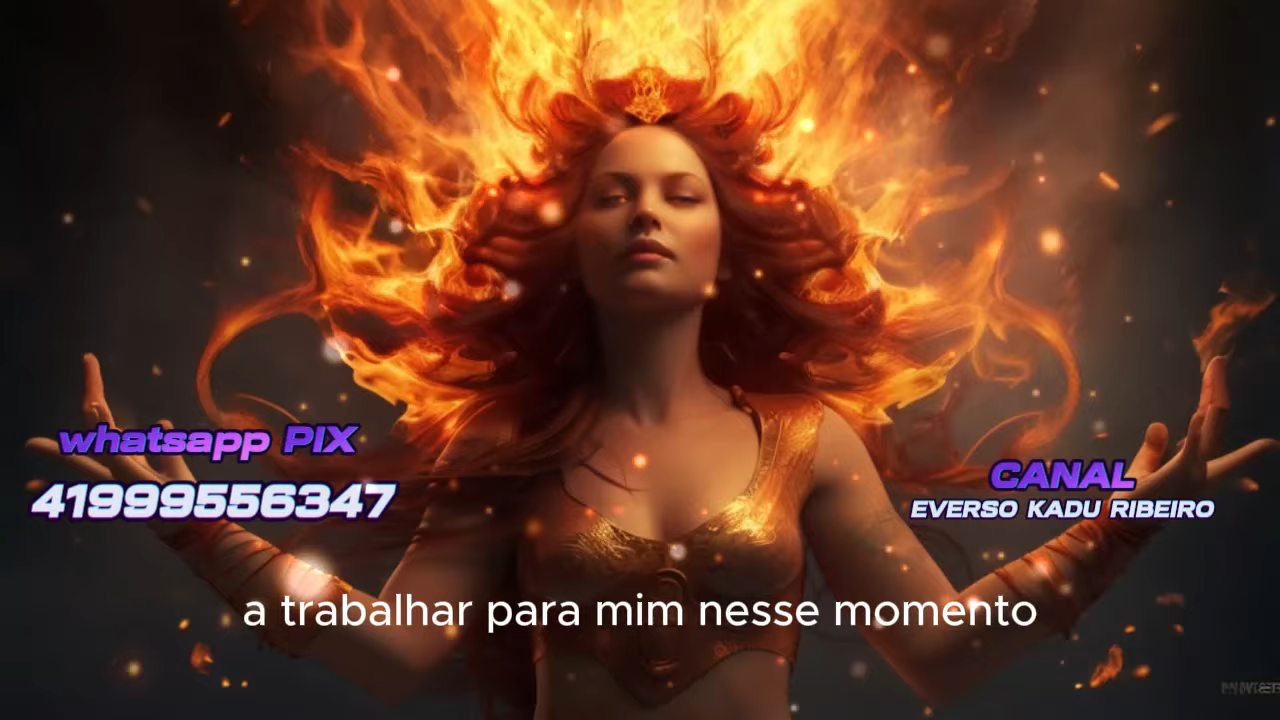 whatsapp PIX
41999556347
CANAL
EVERSO KADU RIBEIRO
a trabalhar para mim nesse momento